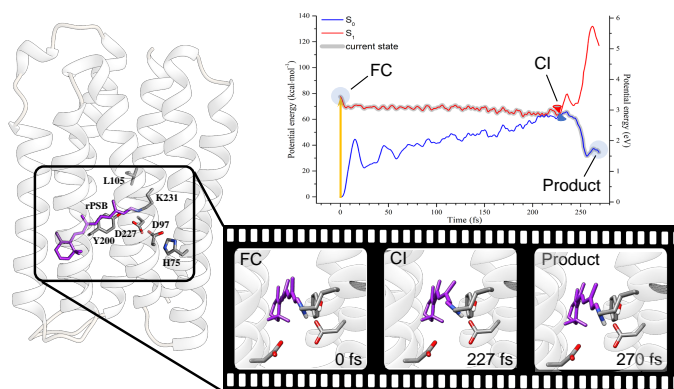 S₀
S₁
current state
FC
CI
Product
Potential energy (kcal·mol⁻¹)
140
120
100
80
60
40
20
0
0
50
100
150
200
250
Time (fs)
6
5
4
3
2
1
0
Potential energy (eV)
L105
rPSB
K231
Y200
D227
D97
H75
FC
0 fs
CI
227 fs
Product
270 fs